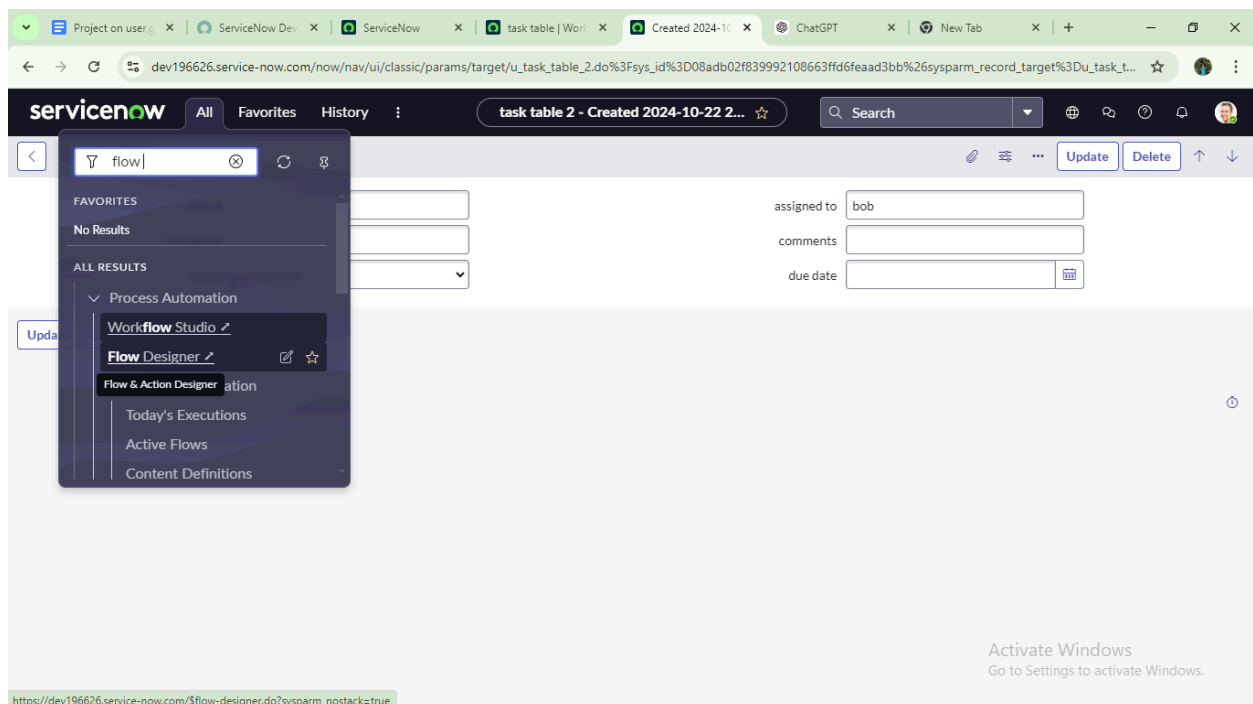 Project on user,g
ServiceNow Dev
ServiceNow
task table | Work
Created 2024-10
ChatGPT
New Tab
dev196626.service-now.com/now/nav/ui/classic/params/target/u_task_table_2.do%3Fsys_id%3D08adb02f839992108663ffd6feaad3bb%26sysparm_record_target%3Du_task_t...
servicenow
All
Favorites
History
task table 2 - Created 2024-10-22 2...
Search
flow
Update
Delete
FAVORITES
No Results
assigned to
bob
comments
due date
ALL RESULTS
Process Automation
Workflow Studio
Flow Designer
Upda
Flow & Action Designer
ation
Today's Executions
Active Flows
Content Definitions
Activate Windows
Go to Settings to activate Windows.
https://dev196626.service-now.com/$flow-designer.do?sysparm_nostack=true